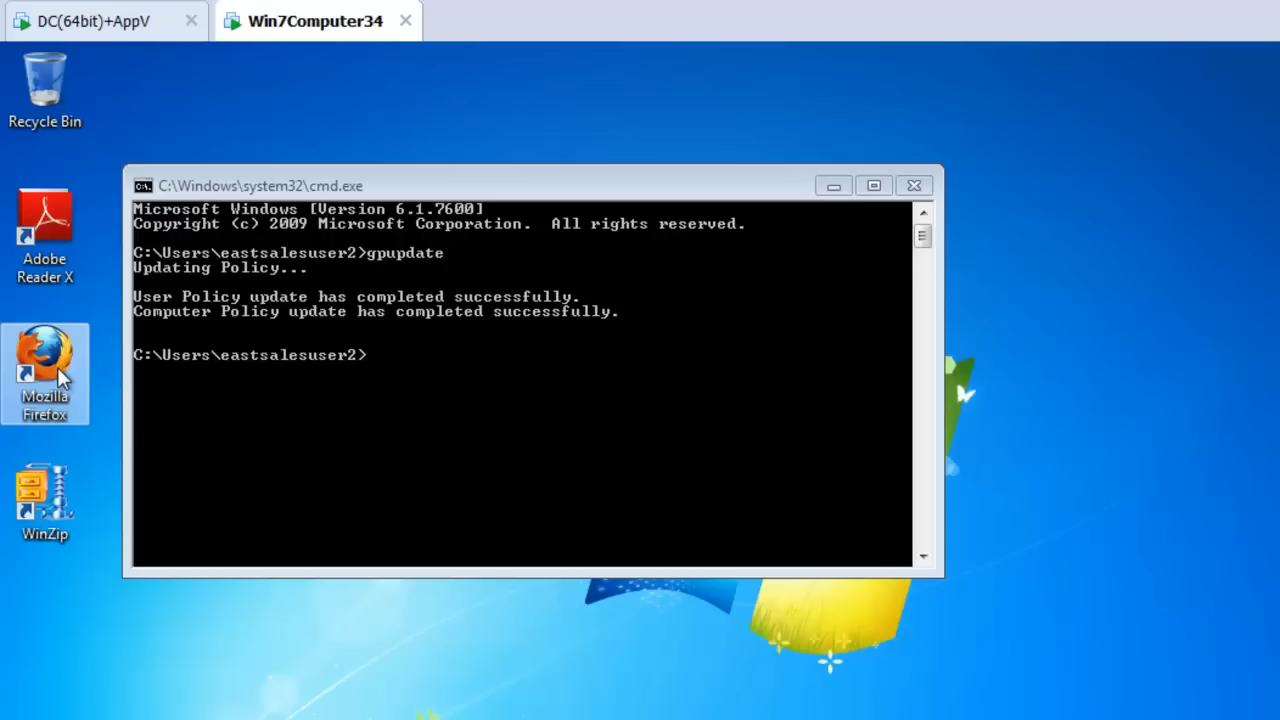 DC(64bit)+AppV
Win7Computer34
Recycle Bin
Adobe
Reader X
Mozilla
Firefox
WinZip
C:\Windows\system32\cmd.exe
Microsoft Windows [Version 6.1.7600]
Copyright (c) 2009 Microsoft Corporation.  All rights reserved.
C:\Users\eastsalesuser2>gpupdate
Updating Policy...
User Policy update has completed successfully.
Computer Policy update has completed successfully.
C:\Users\eastsalesuser2>